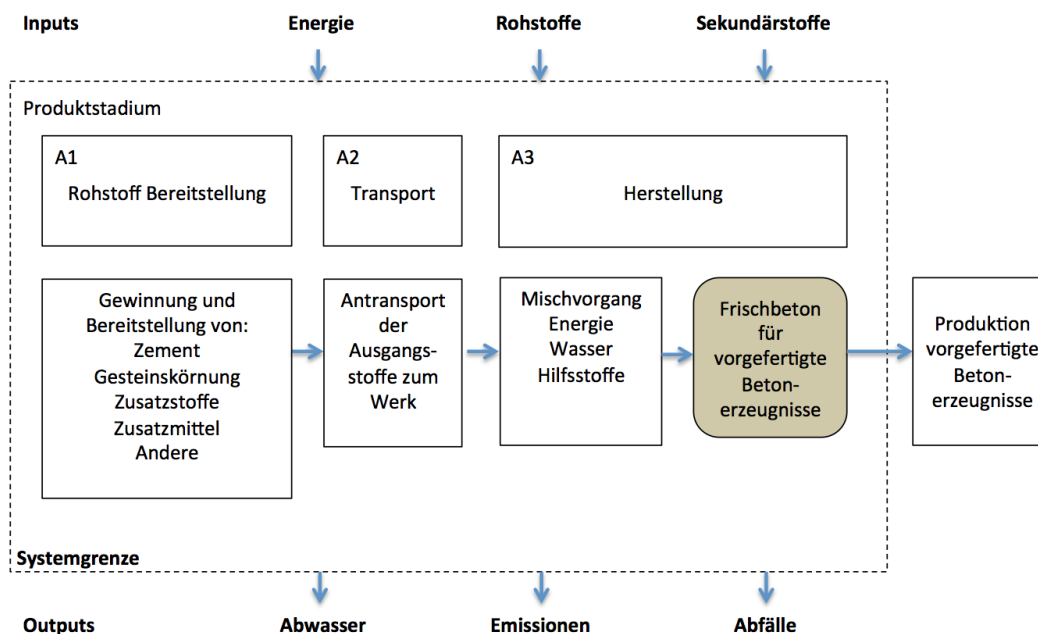 Inputs
Energie
Rohstoffe
Sekundärstoffe
Produktstadium
A1
Rohstoff Bereitstellung
A2
Transport
A3
Herstellung
Gewinnung und
Bereitstellung von:
Zement
Gesteinskörnung
Zusatzstoffe
Zusatzmittel
Andere
Antransport
der
Ausgangs-
stoffe zum
Werk
Mischvorgang
Energie
Wasser
Hilfsstoffe
Frischbeton
für
vorgefertigte
Beton-
erzeugnisse
Produktion
vorgefertigte
Beton-
erzeugnisse
Systemgrenze
Outputs
Abwasser
Emissionen
Abfälle